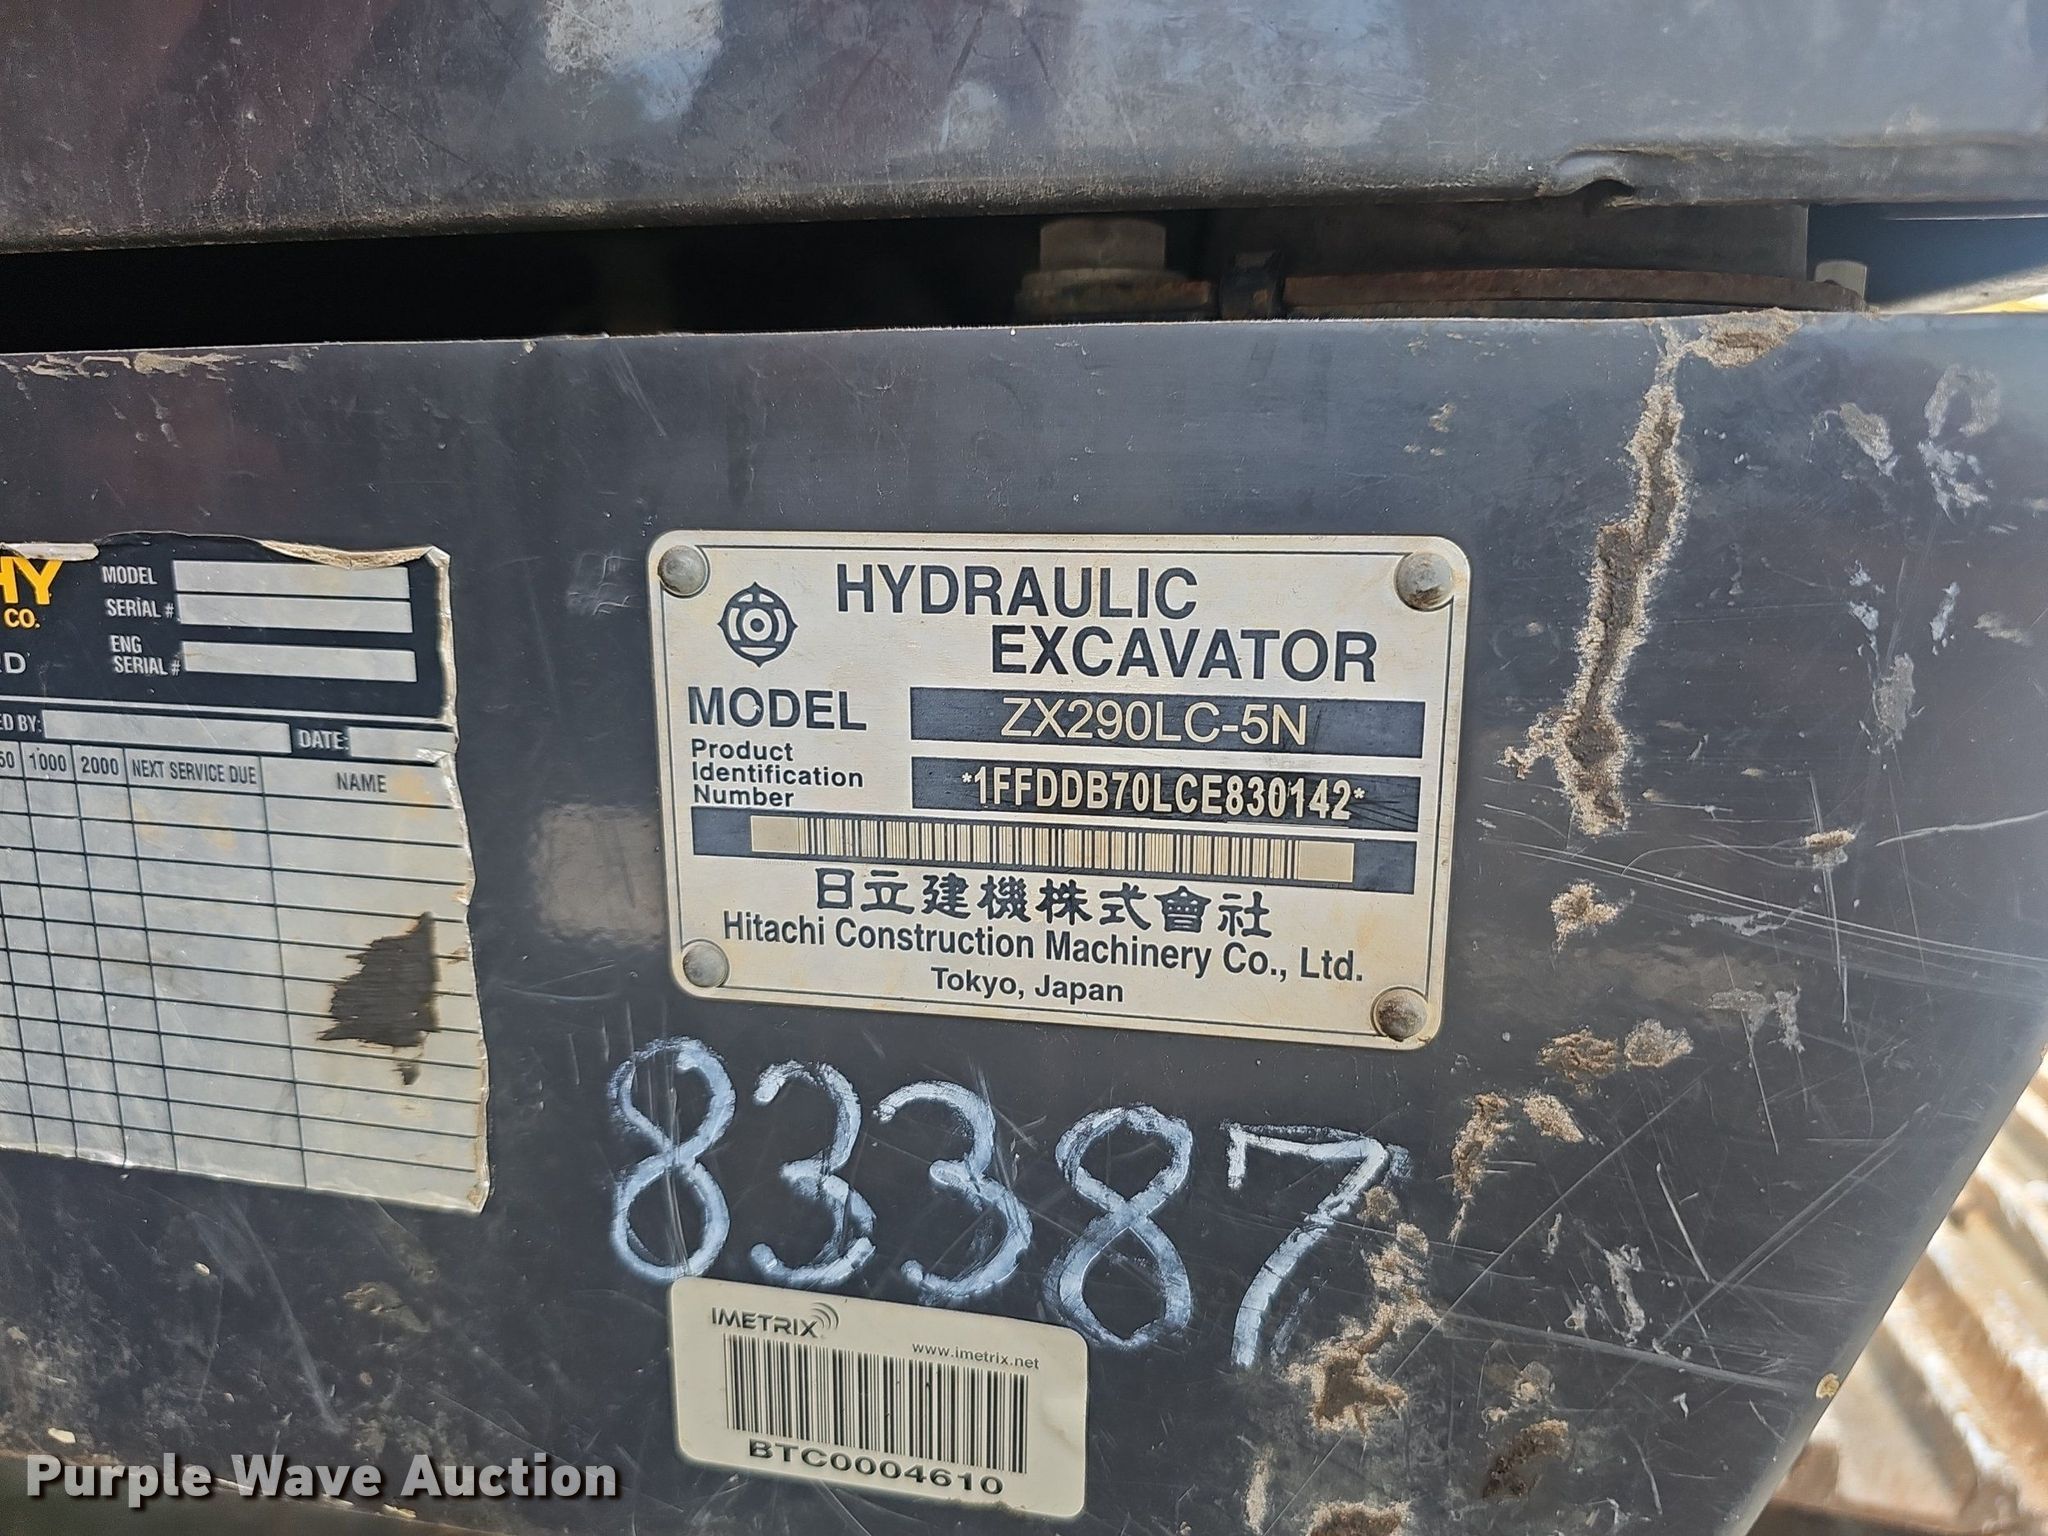 HYDRAULIC
EXCAVATOR
MODEL ZX290LC-5N
Product
Identification
Number
*1FFDDB70LCE830142*
日立建機株式會社
Hitachi Construction Machinery Co., Ltd.
Tokyo, Japan
HY
CO.
RD
MODEL
SERIAL #
ENG
SERIAL #
ED BY: DATE:
50 1000 2000 NEXT SERVICE DUE NAME
83387
IMETRIX
www.imetrix.net
BTC0004610
Purple Wave Auction